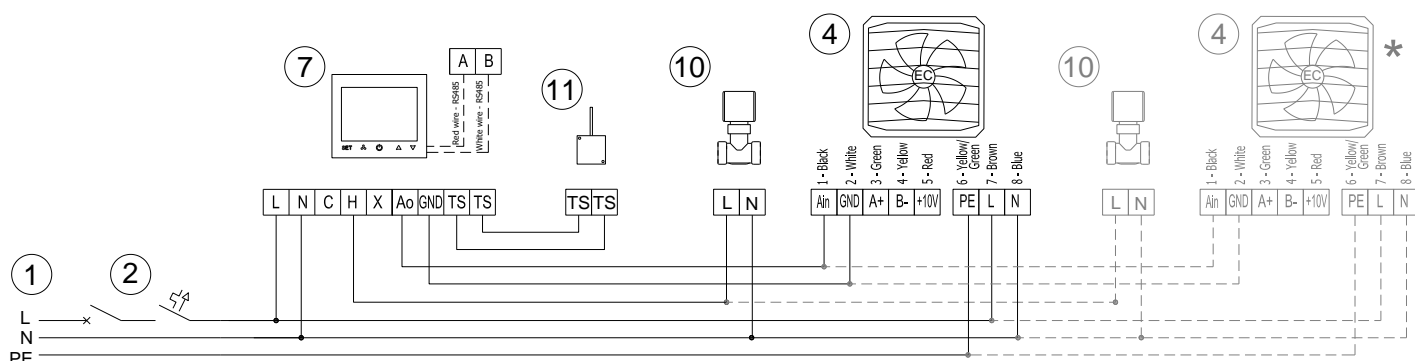 4
4
*
7
A B
10
10
EC
EC
11
Red wire - RS485
White wire - RS485
SET
1 - Black
2 - White
3 - Green
4 - Yellow
5 - Red
6 - Yellow/
Green
7 - Brown
8 - Blue
1 - Black
2 - White
3 - Green
4 - Yellow
5 - Red
6 - Yellow/
Green
7 - Brown
8 - Blue
L N C H X Ao GND TS TS
TS TS
L N
Ain GND A+ B- +10V PE L N
L N
Ain GND A+ B- +10V PE L N
1
2
L
N
PE